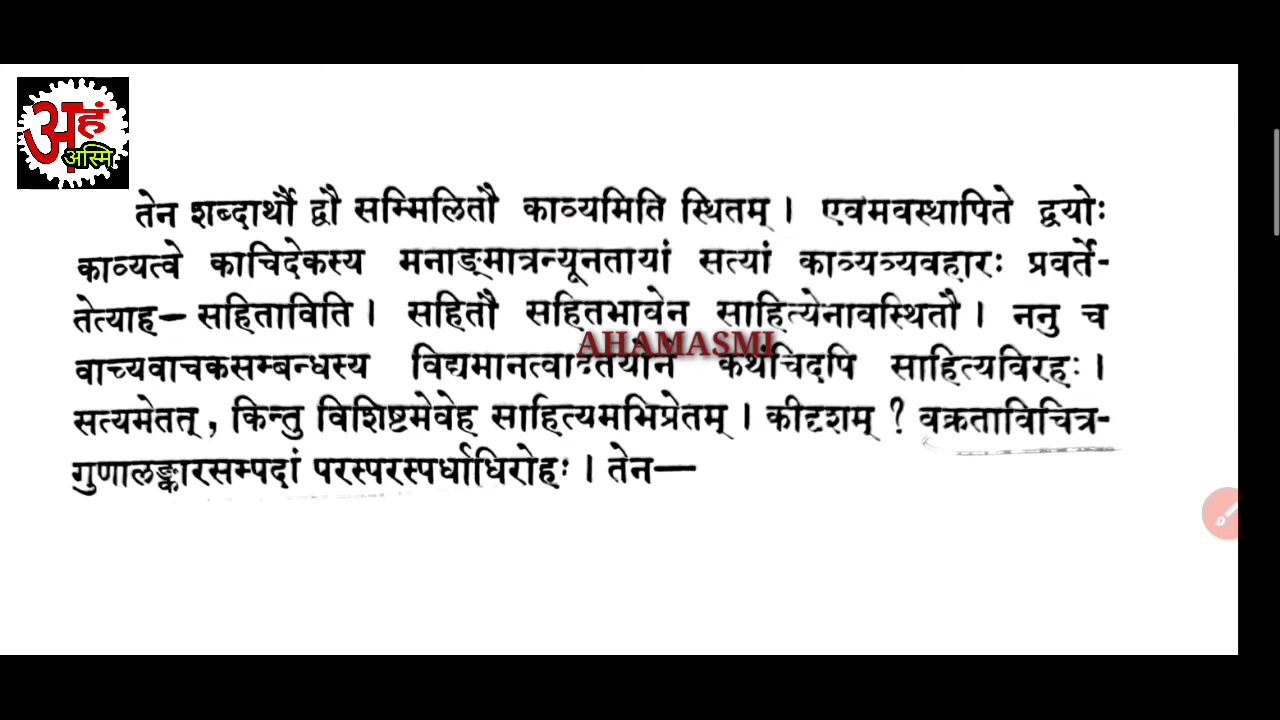 अहं
अस्मि
तेन शब्दार्थौ द्वौ सम्मिलितौ काव्यमिति स्थितम् । एवमवस्थापिते द्वयोः
काव्यत्वे काचिदेकस्य मनाङ्मात्रन्यूनतायां सत्यां काव्यव्यवहारः प्रवर्ते-
तेत्याह— सहिताविति । सहितौ सहितभावेन साहित्येनावस्थितौ । ननु च
AHAMASMI
वाच्यवाचकसम्बन्धस्य विद्यमानत्वादेतयोर्न कथंचिदपि साहित्यविरहः ।
सत्यमेतत्, किन्तु विशिष्टमेवेह साहित्यमभिप्रेतम् । कीदृशम् ? वक्रताविचित्र-
गुणालङ्कारसम्पदां परस्परस्पर्धाधिरोहः । तेन—